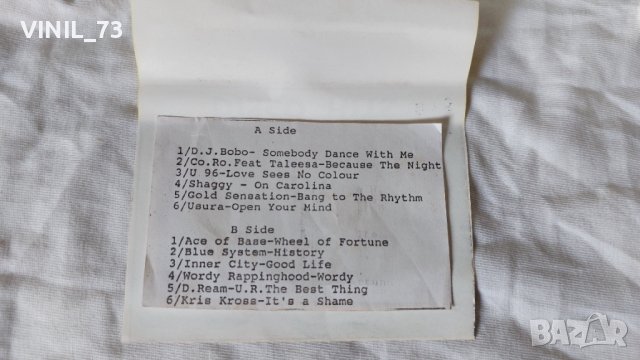 VINIL_73
A Side
1/D.J.Bobo- Somebody Dance With Me
2/Co.Ro.Feat Taleesa-Because The Night
3/U 96-Love Sees No Colour
4/Shaggy - On Carolina
5/Gold Sensation-Bang to The Rhythm
6/Usura-Open Your Mind
B Side
1/Ace of Base-Wheel of Fortune
2/Blue System-History
3/Inner City-Good Life
4/Wordy Rappinghood-Wordy
5/D.Ream-U.R.The Best Thing
6/Kris Kross-It's a Shame
BAZAR